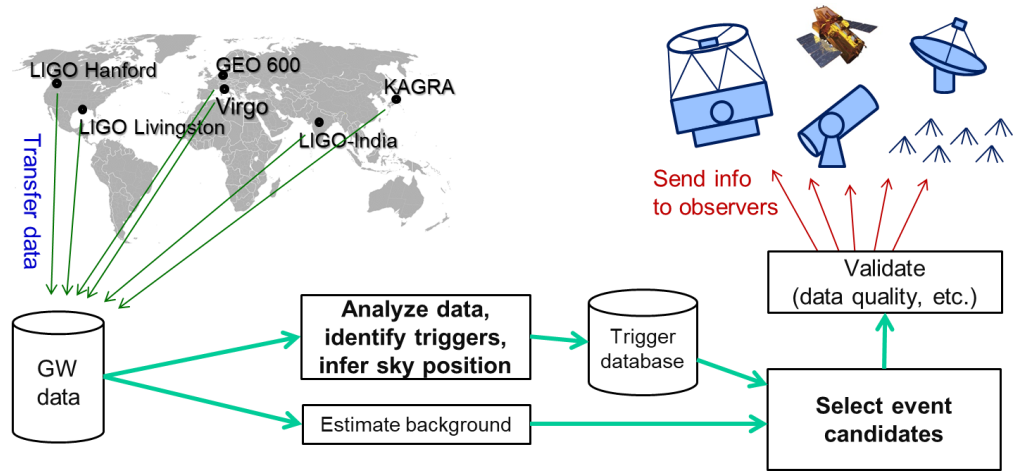 LIGO Hanford
GEO 600
KAGRA
Virgo
LIGO Livingston
LIGO-India
Transfer data
Send info
to observers
Validate
(data quality, etc.)
Analyze data,
identify triggers,
infer sky position
Trigger
database
GW
data
Estimate background
Select event
candidates